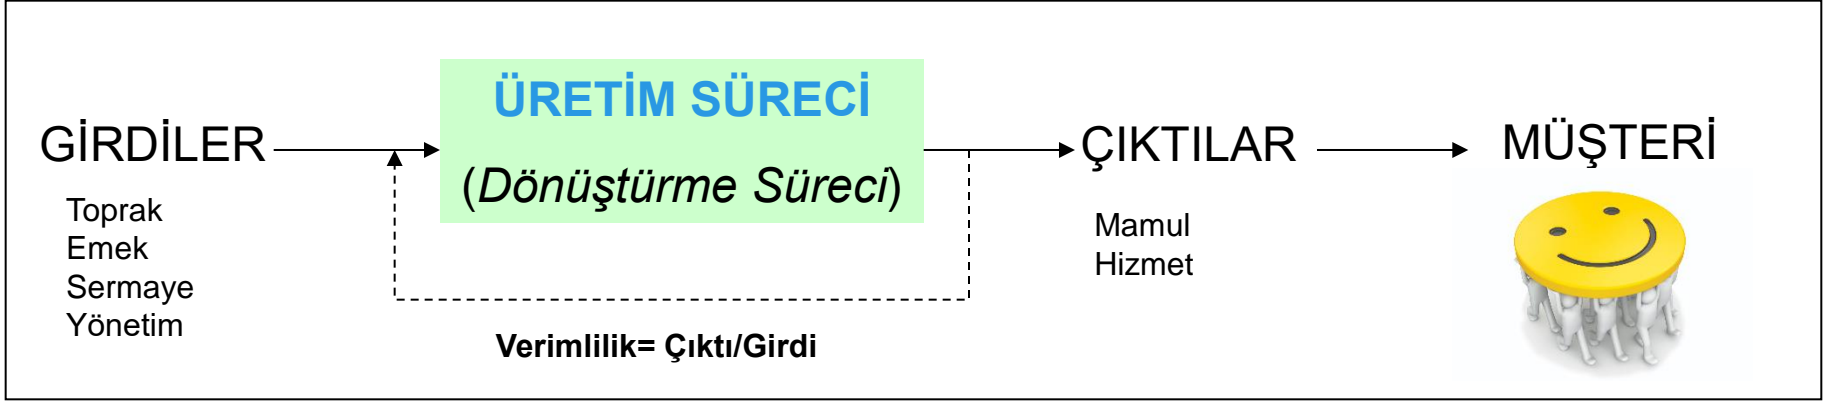 GİRDİLER
Toprak
Emek
Sermaye
Yönetim
ÜRETİM SÜRECİ
(Dönüştürme Süreci)
Verimlilik= Çıktı/Girdi
ÇIKTILAR
Mamul
Hizmet
MÜŞTERİ